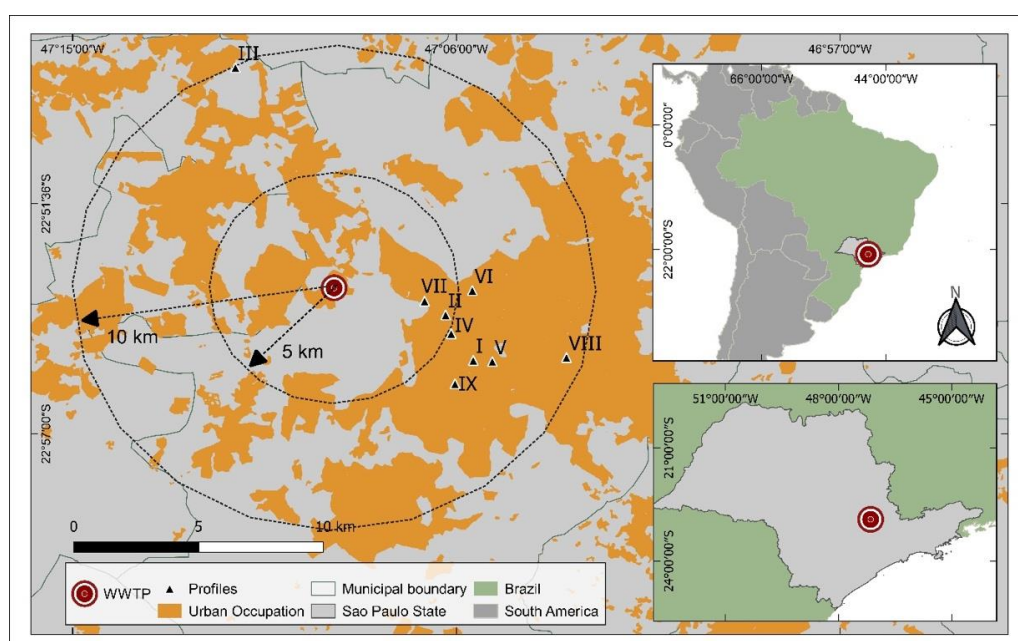 47°15'00"W
47°06'00"W
46°57'00"W
III
66°00'00"W
44°00'00"W
0°00'00"
22°51'36"S
22°00'00"S
VI
VII
II
IV
I
V
VIII
IX
10 km
5 km
N
22°57'00"S
51°00'00"W
48°00'00"W
45°00'00"W
21°00'00"S
24°00'00"S
0
5
10 km
WWTP
Profiles
Municipal boundary
Brazil
Urban Occupation
Sao Paulo State
South America